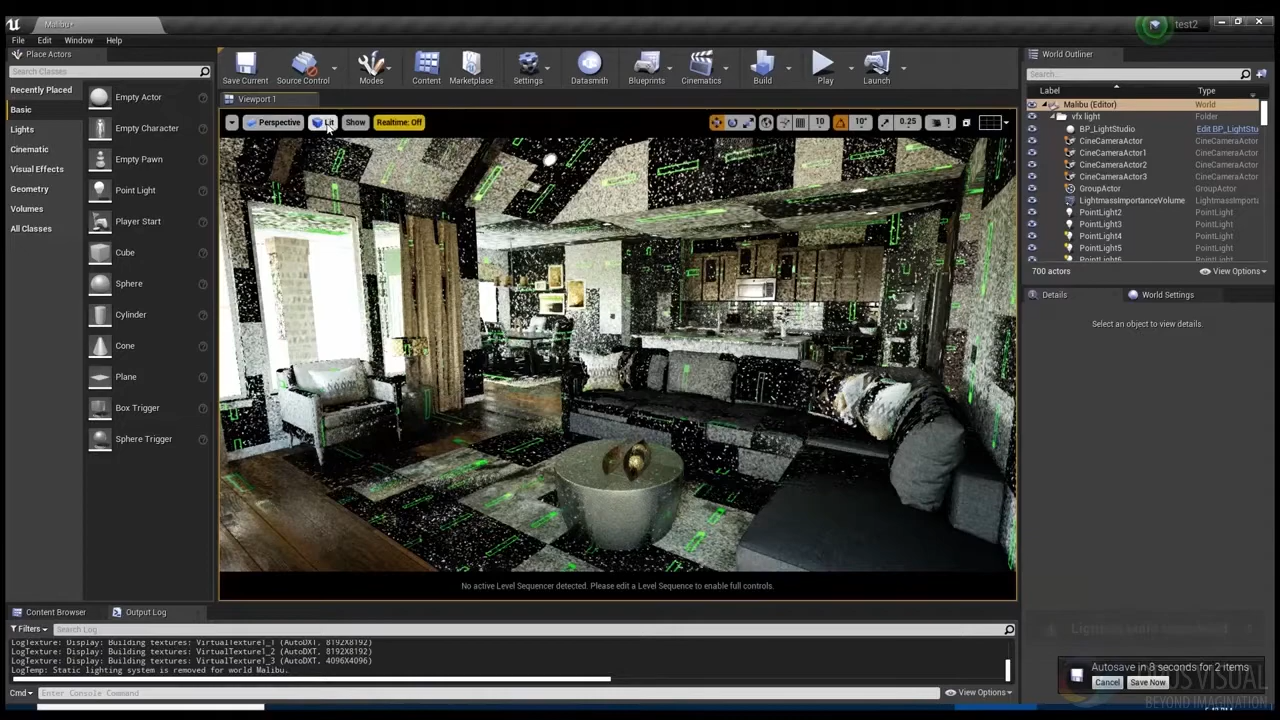 Malibu+
test2
File Edit Window Help
Place Actors
Search Classes
Recently Placed
Basic
Lights
Cinematic
Visual Effects
Geometry
Volumes
All Classes
Empty Actor
Empty Character
Empty Pawn
Point Light
Player Start
Cube
Sphere
Cylinder
Cone
Plane
Box Trigger
Sphere Trigger
Save Current
Source Control
Modes
Content
Marketplace
Settings
Datasmith
Blueprints
Cinematics
Build
Play
Launch
Viewport 1
Perspective Lit Show Realtime: Off
10 10° 0.25 1
No active Level Sequencer detected. Please edit a Level Sequence to enable full controls.
World Outliner
Search...
Label Type
Malibu (Editor) World
vfx light Folder
BP_LightStudio Edit BP_LightStu
CineCameraActor CineCameraActor
CineCameraActor1 CineCameraActor
CineCameraActor2 CineCameraActor
CineCameraActor3 CineCameraActor
GroupActor GroupActor
LightmassImportanceVolume LightmassImporta
PointLight2 PointLight
PointLight3 PointLight
PointLight4 PointLight
PointLight5 PointLight
PointLight6 PointLight
700 actors View Options
Details World Settings
Select an object to view details.
Content Browser Output Log
Filters Search Log
LogTexture: Display: Building textures: VirtualTexture1_1 (AutoDXT, 8192X8192)
LogTexture: Display: Building textures: VirtualTexture1_2 (AutoDXT, 8192X8192)
LogTexture: Display: Building textures: VirtualTexture1_3 (AutoDXT, 4096X4096)
LogTemp: Static lighting system is removed for world Malibu.
Cmd Enter Console Command View Options
Autosave in 8 seconds for 2 items
Cancel Save Now
VISUAL
BEYOND IMAGINATION